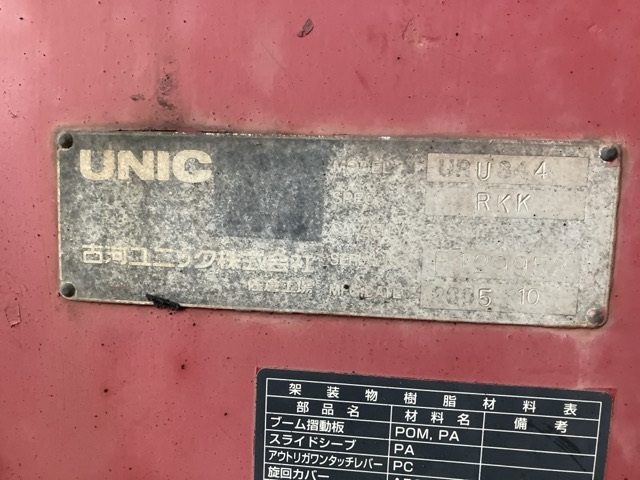 UNIC
MODEL URU344
RKK
古河ユニック株式会社
2005 10
架装物樹脂材料表
部品名 材料名 備考
ブーム摺動板 POM, PA
スライドシーブ PA
アウトリガワンタッチレバー PC
旋回カバー